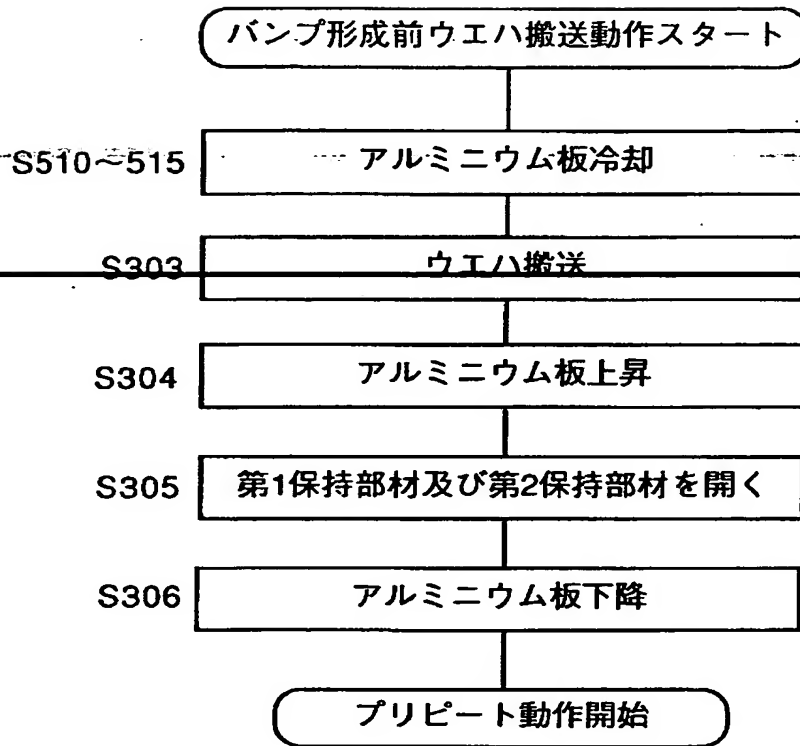 バンプ形成前ウエハ搬送動作スタート
S510～515 アルミニウム板冷却
S303 ウエハ搬送
S304 アルミニウム板上昇
S305 第1保持部材及び第2保持部材を開く
S306 アルミニウム板下降
プリピート動作開始